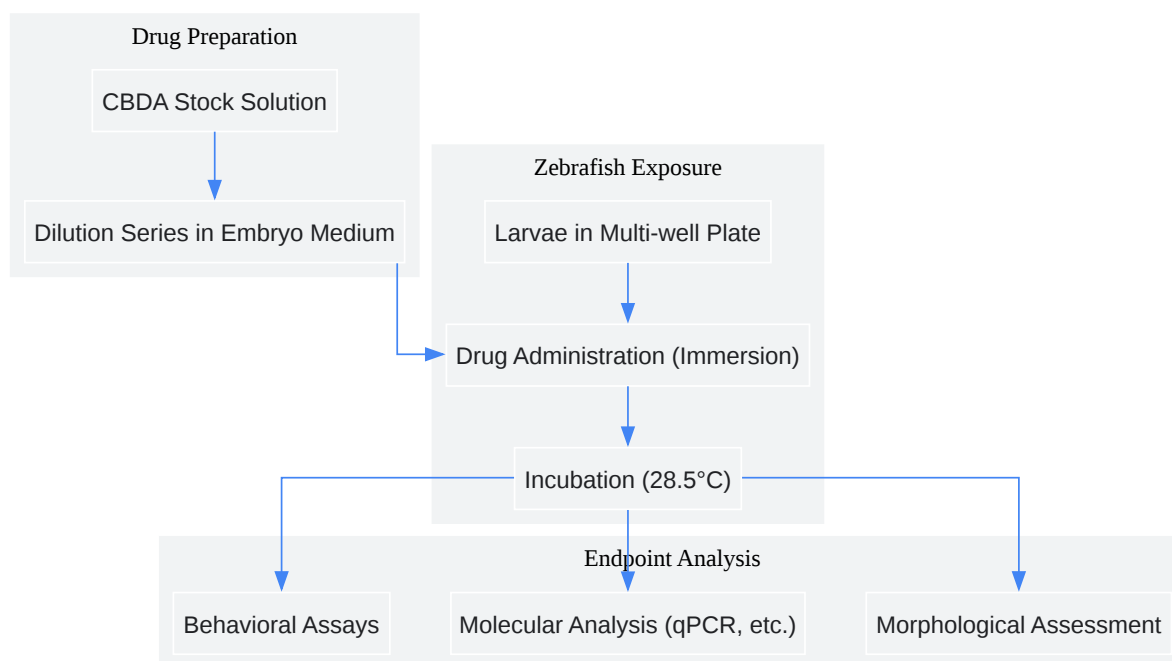 Drug Preparation
CBDA Stock Solution
Dilution Series in Embryo Medium
Zebrafish Exposure
Larvae in Multi-well Plate
Drug Administration (Immersion)
Incubation (28.5°C)
Endpoint Analysis
Behavioral Assays
Molecular Analysis (qPCR, etc.)
Morphological Assessment